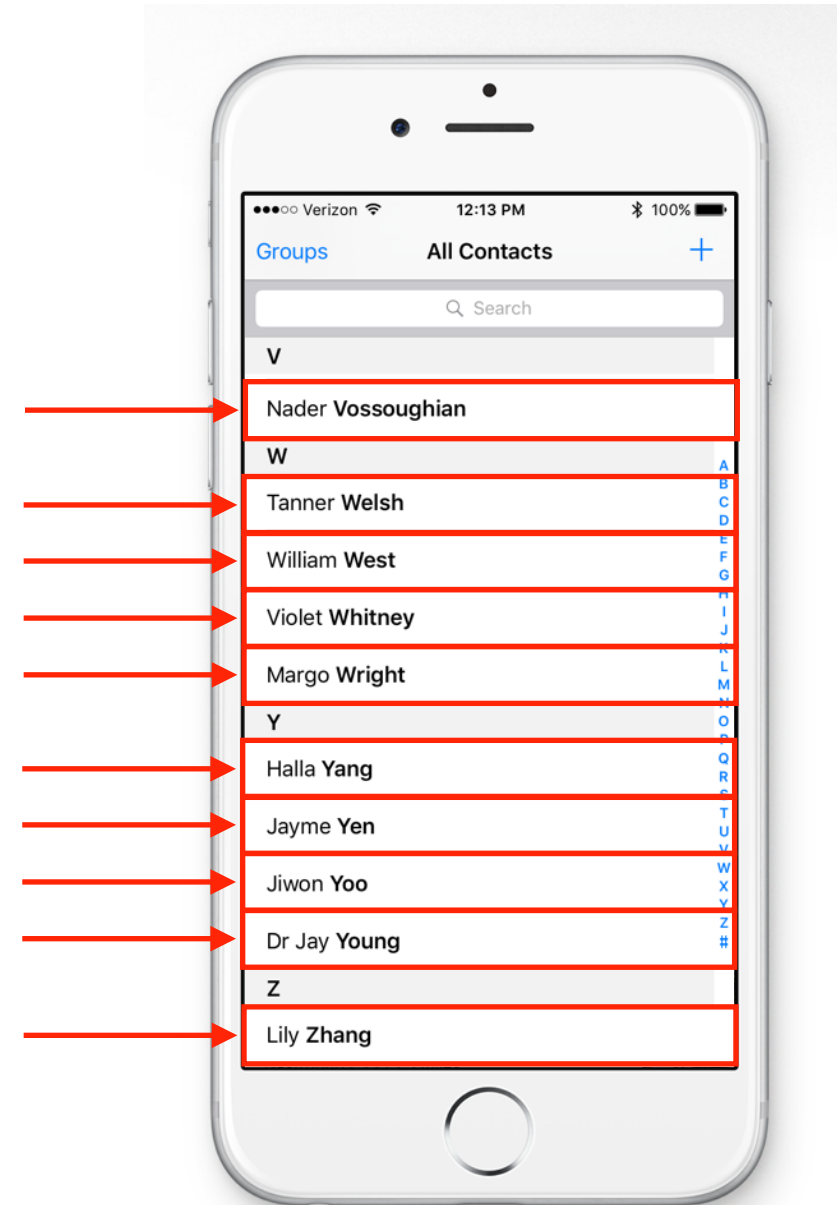 ●●●○○ Verizon 12:13 PM 100%
Groups All Contacts +
Search
V
Nader Vossoughian
W
Tanner Welsh
William West
Violet Whitney
Margo Wright
Y
Halla Yang
Jayme Yen
Jiwon Yoo
Dr Jay Young
Z
Lily Zhang
A
B
C
D
E
F
G
H
I
J
K
L
M
N
O
P
Q
R
S
T
U
V
W
X
Y
Z
#